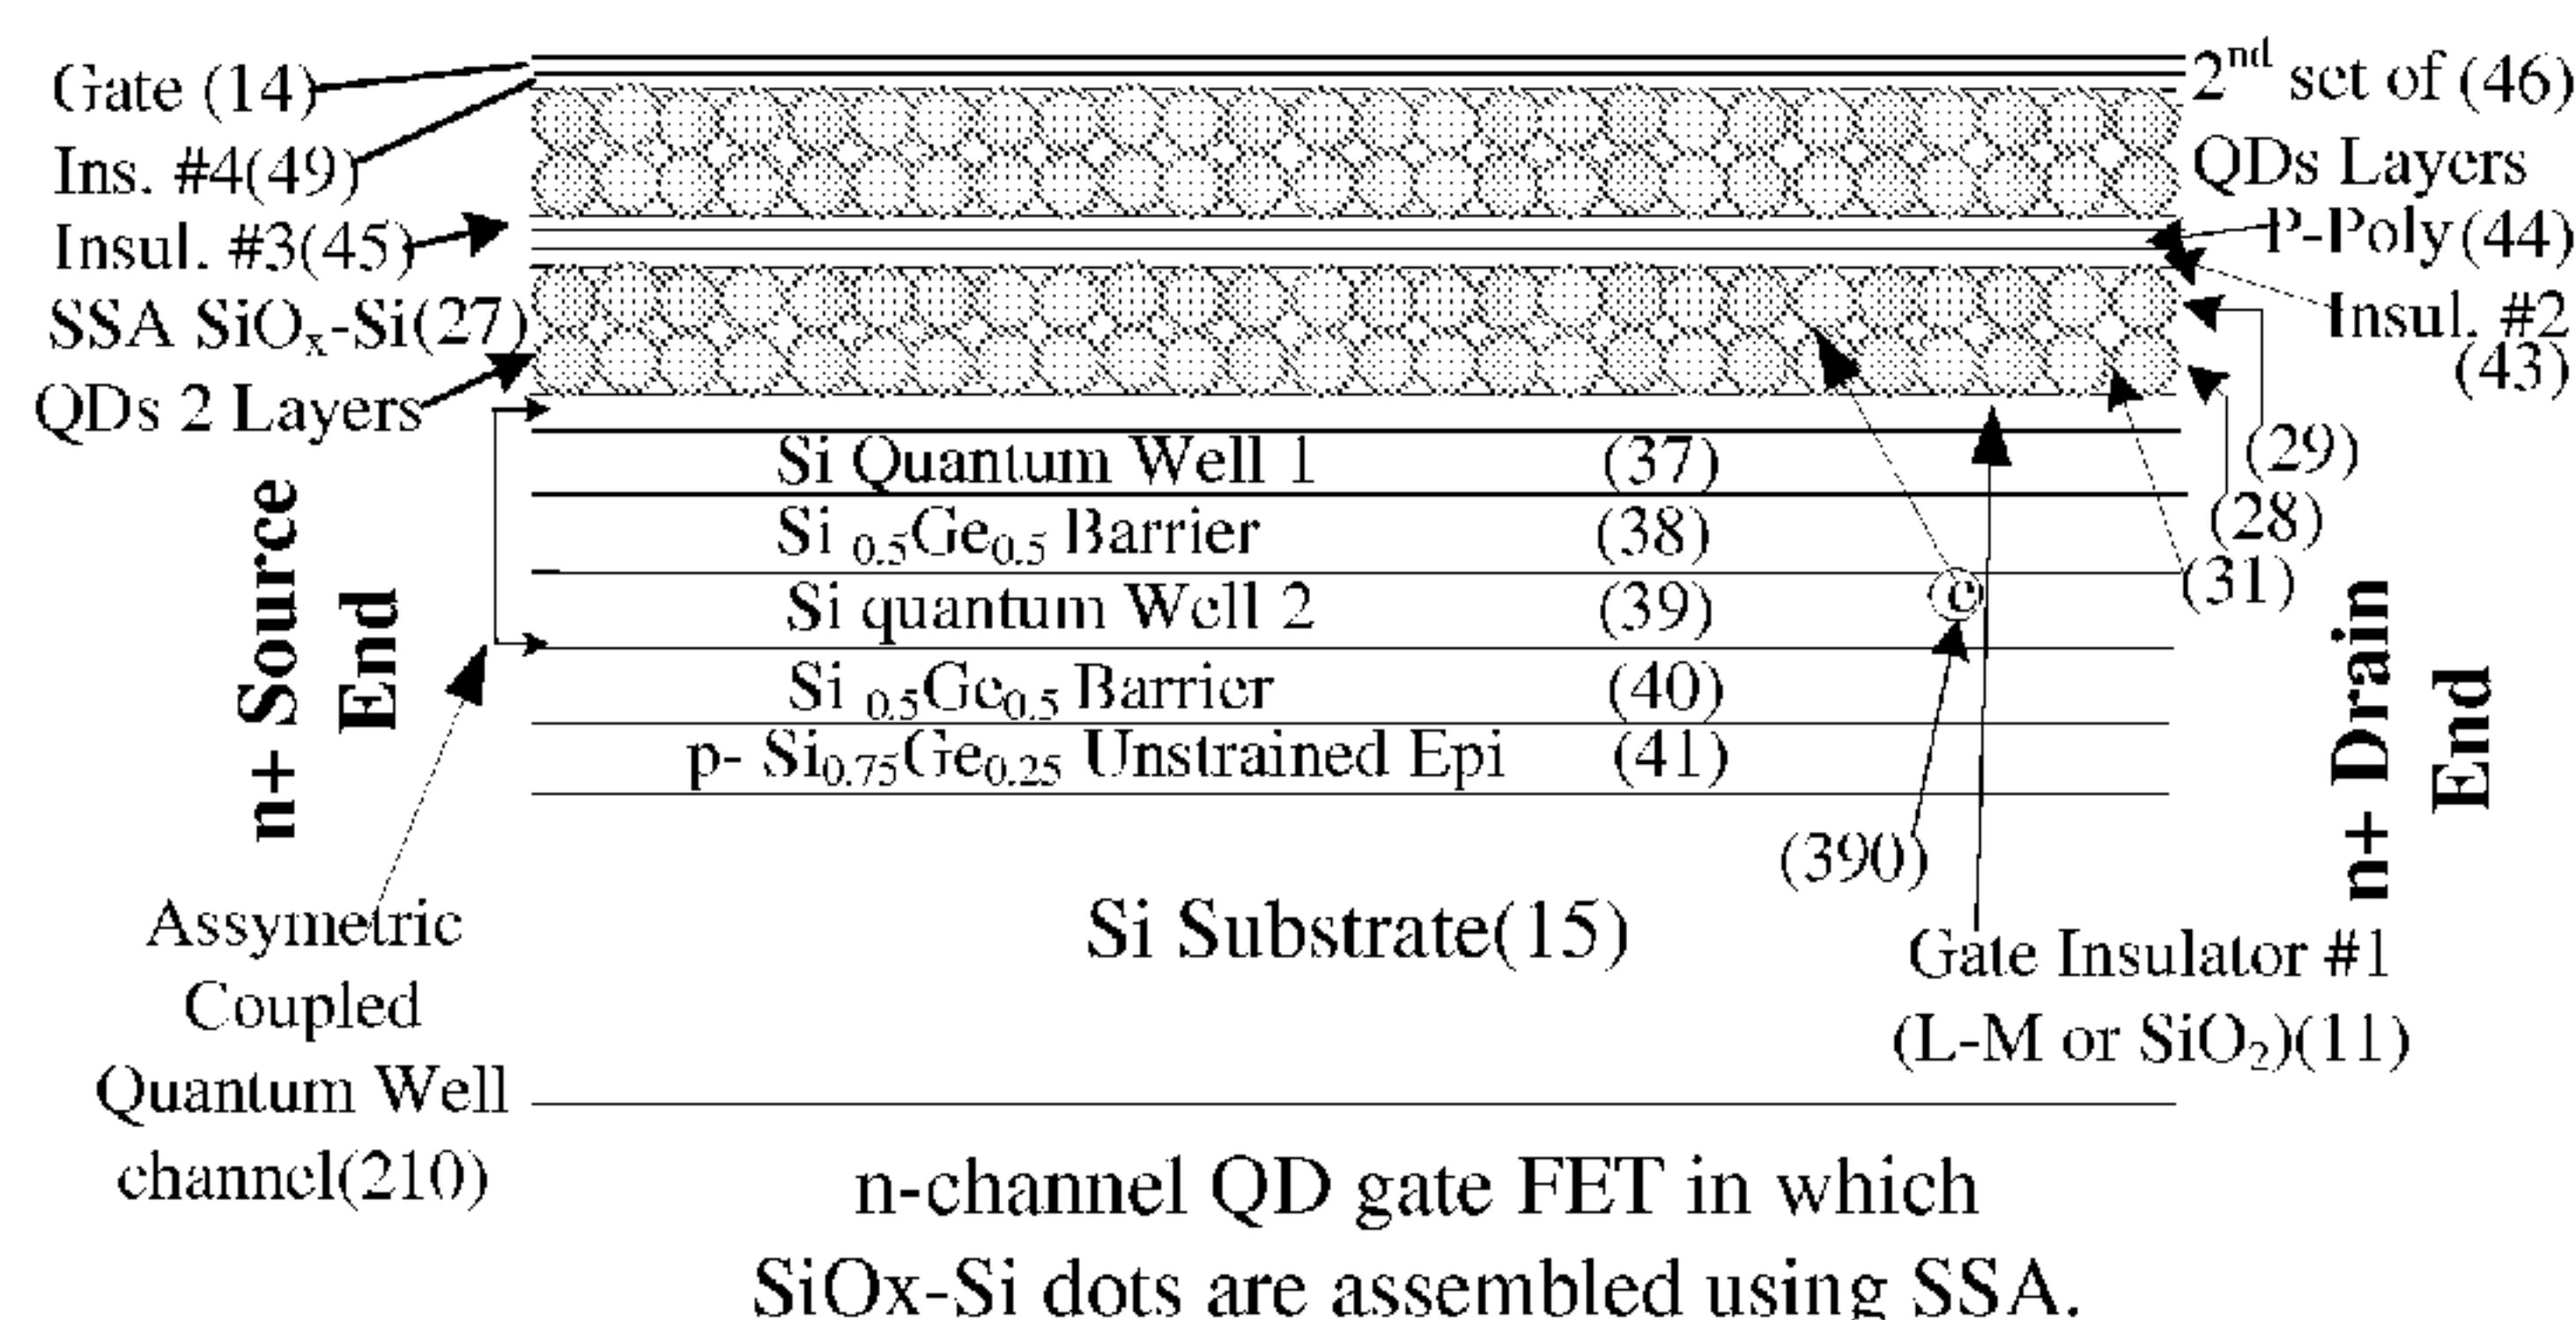 Gate (14)
Ins. #4(49)
Insul. #3(45)
SSA SiOₓ-Si(27)
QDs 2 Layers
2nd set of (46)
QDs Layers
P-Poly(44)
Insul. #2
(43)
(29)
(28)
(31)
Si Quantum Well 1 (37)
Si 0.5Ge0.5 Barrier (38)
Si quantum Well 2 (39)
Si 0.5Ge0.5 Barrier (40)
p- Si0.75Ge0.25 Unstrained Epi (41)
e
(390)
n+ Source
End
n+ Drain
End
Si Substrate(15)
Assymetric
Coupled
Quantum Well
channel(210)
Gate Insulator #1
(L-M or SiO₂)(11)
n-channel QD gate FET in which
SiOx-Si dots are assembled using SSA.